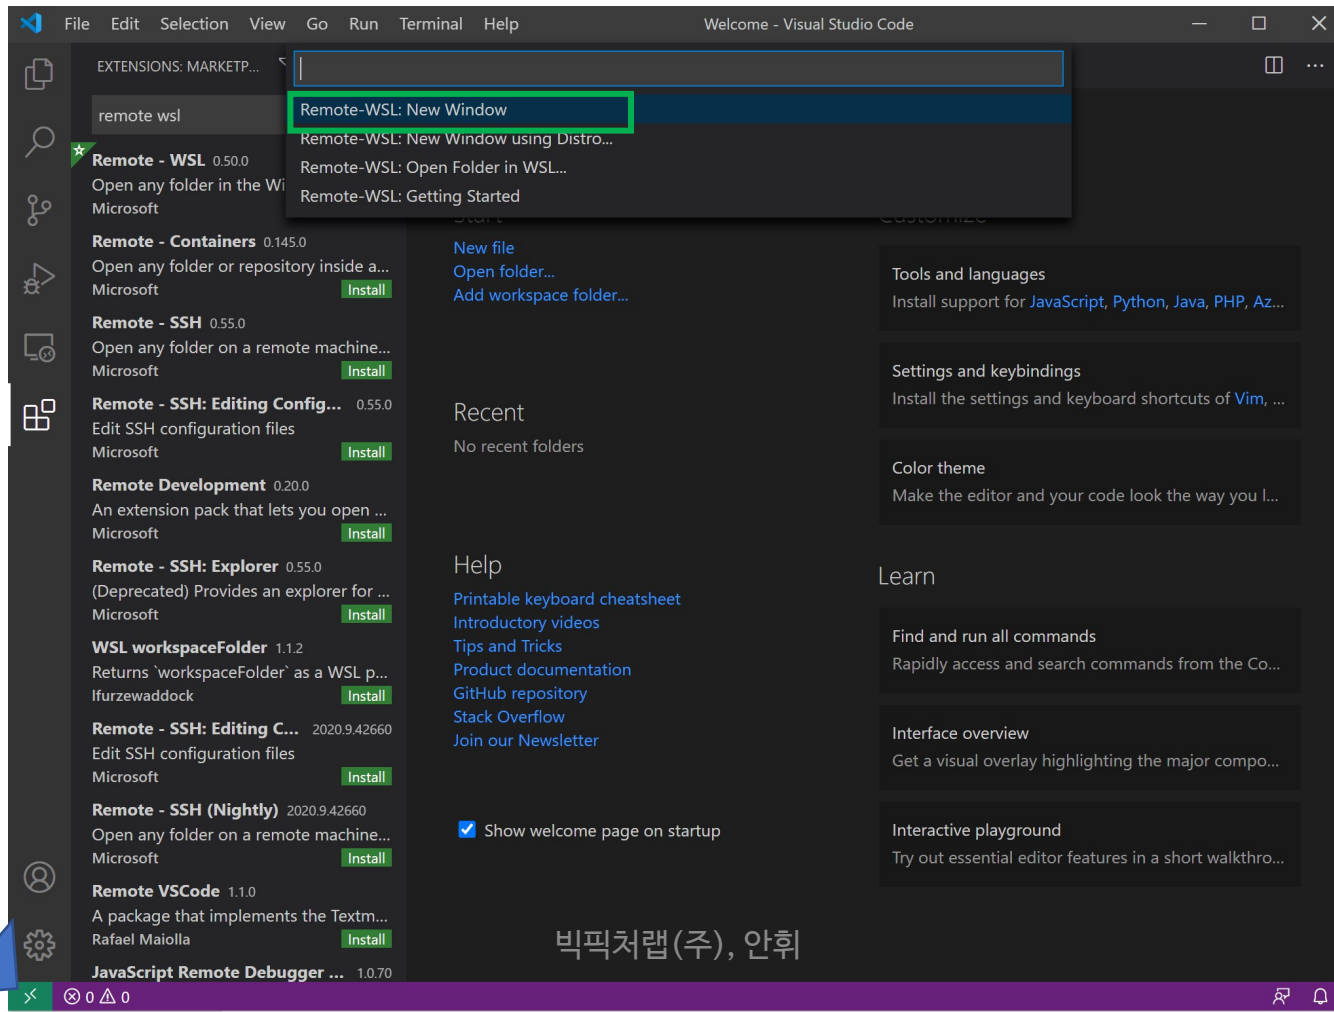 File Edit Selection View Go Run Terminal Help Welcome - Visual Studio Code
EXTENSIONS: MARKETP...
remote wsl
Remote-WSL: New Window
Remote-WSL: New Window using Distro...
Remote-WSL: Open Folder in WSL...
Remote-WSL: Getting Started
Remote - WSL 0.50.0
Open any folder in the Wi
Microsoft
Remote - Containers 0.145.0
Open any folder or repository inside a...
Microsoft Install
Remote - SSH 0.55.0
Open any folder on a remote machine...
Microsoft Install
Remote - SSH: Editing Config... 0.55.0
Edit SSH configuration files
Microsoft Install
Remote Development 0.20.0
An extension pack that lets you open ...
Microsoft Install
Remote - SSH: Explorer 0.55.0
(Deprecated) Provides an explorer for ...
Microsoft Install
WSL workspaceFolder 1.1.2
Returns `workspaceFolder` as a WSL p...
lfurzewaddock Install
Remote - SSH: Editing C... 2020.9.42660
Edit SSH configuration files
Microsoft Install
Remote - SSH (Nightly) 2020.9.42660
Open any folder on a remote machine...
Microsoft Install
Remote VSCode 1.1.0
A package that implements the Textm...
Rafael Maiolla Install
JavaScript Remote Debugger ... 1.0.70
Start
New file
Open folder...
Add workspace folder...
Recent
No recent folders
Help
Printable keyboard cheatsheet
Introductory videos
Tips and Tricks
Product documentation
GitHub repository
Stack Overflow
Join our Newsletter
Show welcome page on startup
Customize
Tools and languages
Install support for JavaScript, Python, Java, PHP, Az...
Settings and keybindings
Install the settings and keyboard shortcuts of Vim, ...
Color theme
Make the editor and your code look the way you l...
Learn
Find and run all commands
Rapidly access and search commands from the Co...
Interface overview
Get a visual overlay highlighting the major compo...
Interactive playground
Try out essential editor features in a short walkthro...
빅픽처랩(주), 안휘
0 0